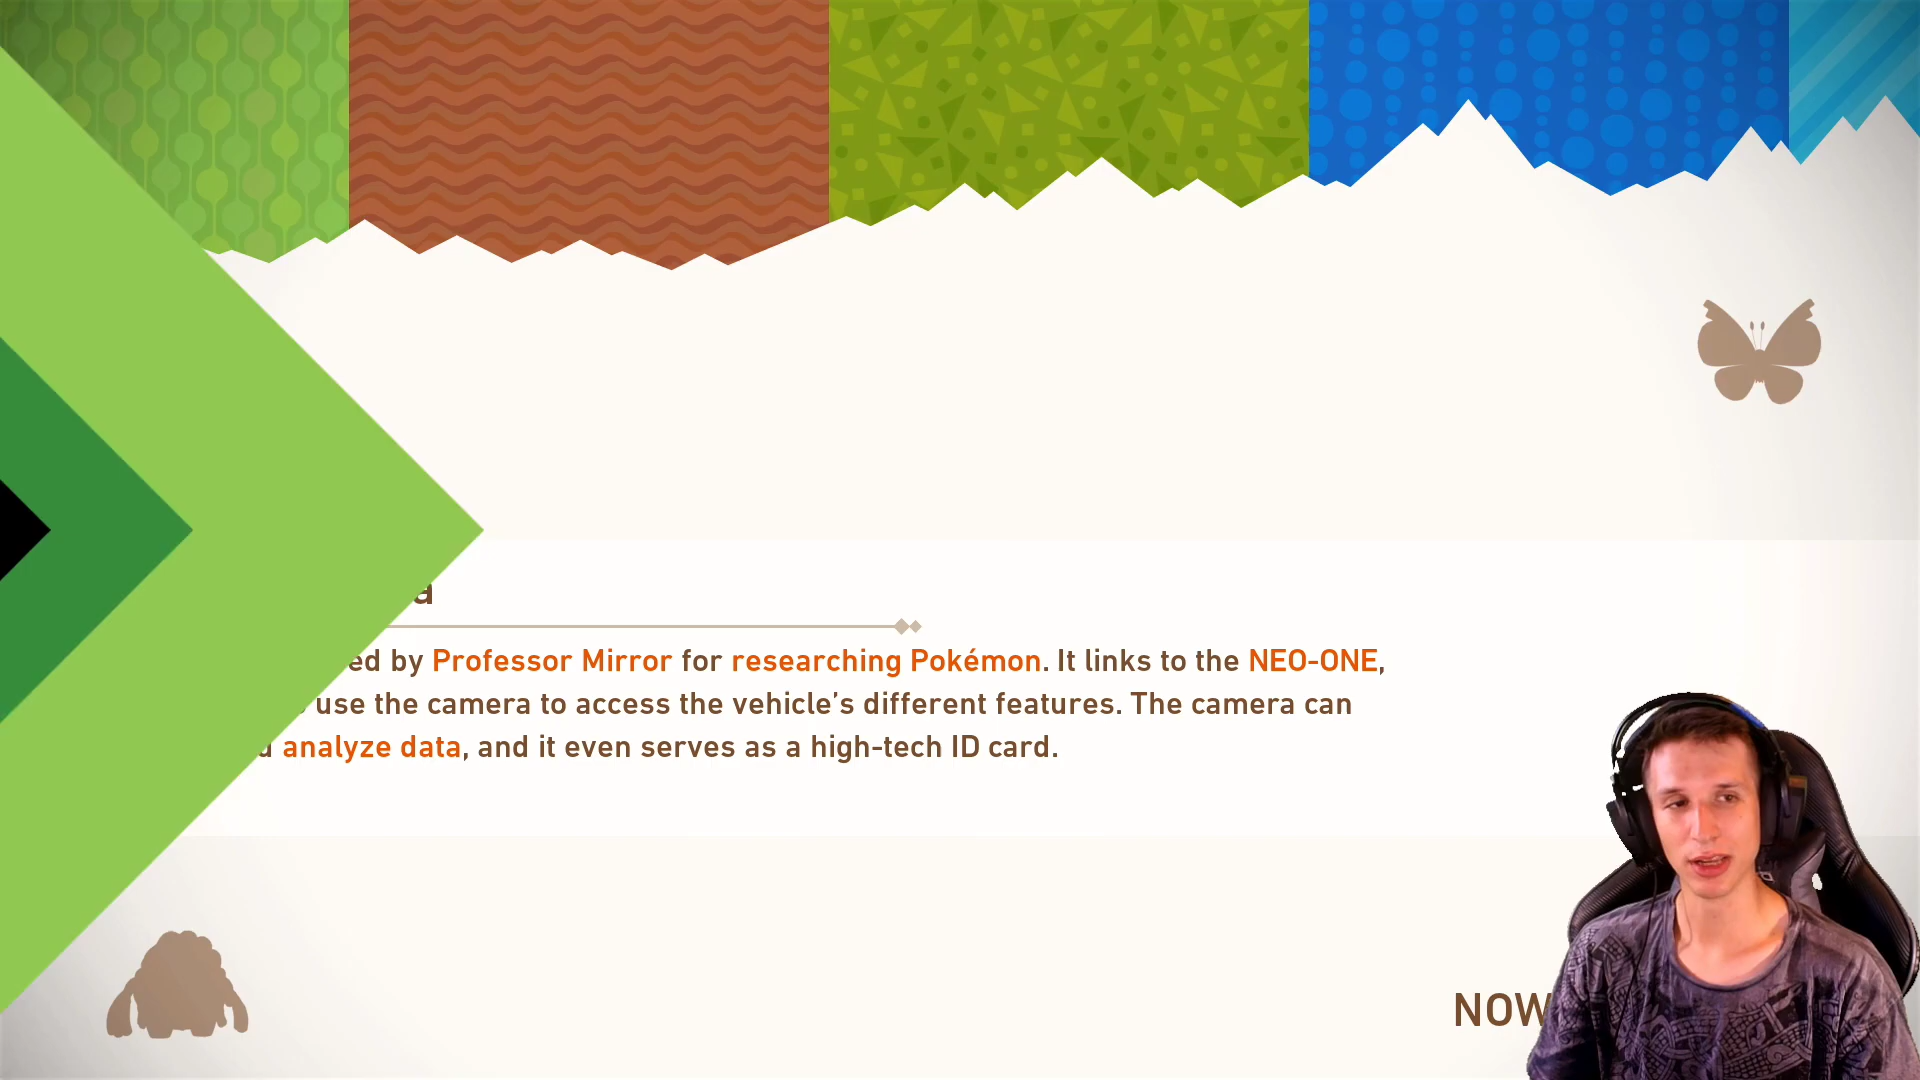 a
ed by Professor Mirror for researching Pokémon. It links to the NEO-ONE,
use the camera to access the vehicle’s different features. The camera can
analyze data, and it even serves as a high-tech ID card.
NOW